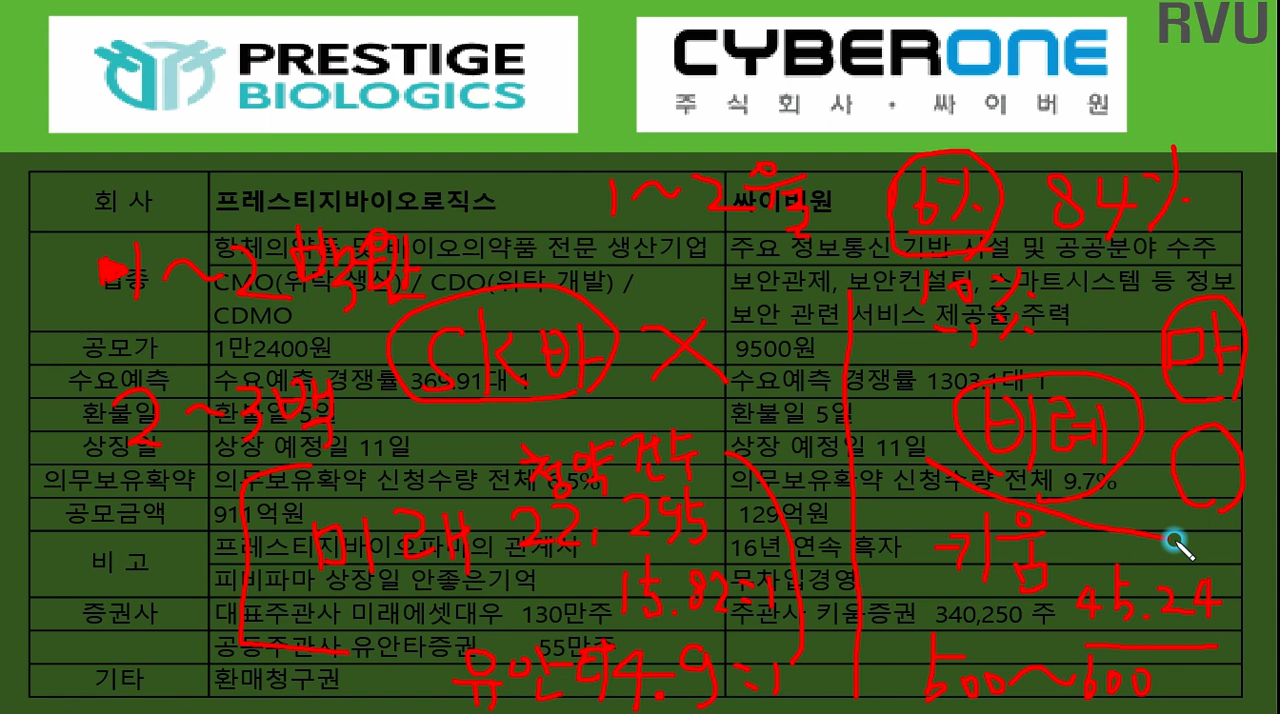 RVU
PRESTIGE
BIOLOGICS
CYBERONE
주식회사·싸이버원
회 사 프레스티지바이오로직스 싸이버원
1~2월 84%
업종 항체의약품 및 바이오의약품 전문 생산기업 주요 정보통신 기반 시설 및 공공분야 수주
1~2백만
CMO(위탁 생산) / CDO(위탁 개발) / 보안관제, 보안컨설팅, 스마트시스템 등 정보
CDMO 보안 관련 서비스 제공을 주력
SK바 X 마
공모가 1만2400원 9500원
수요예측 수요예측 경쟁률 369.91대 1 수요예측 경쟁률 1303.1대 1
2~3백 비례
환불일 환불일 5일 환불일 5일
상장일 상장 예정일 11일 상장 예정일 11일
청약건수
의무보유확약 의무보유확약 신청수량 전체 6.5% 의무보유확약 신청수량 전체 9.7%
공모금액 911억원 129억원
미래 22,295 키움
비 고 프레스티지바이오파마의 관계사 16년 연속 흑자
피비파마 상장일 안좋은기억 무차입경영
15.82:1 45.24
증권사 대표주관사 미래에셋대우 130만주 주관사 키움증권 340,250 주
공동주관사 유안타증권 55만주
유안타 4.9:1 500~600
기타 환매청구권